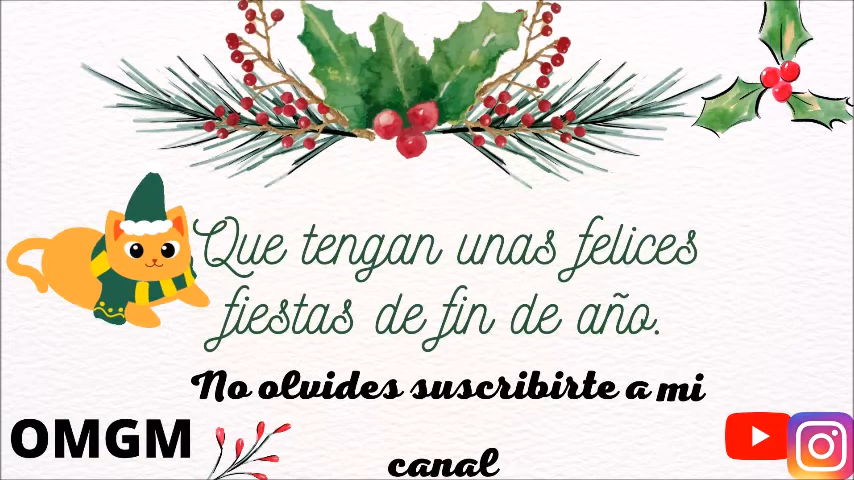 Que tengan unas felices
fiestas de fin de año.
No olvides suscribirte a mi
canal
OMGM